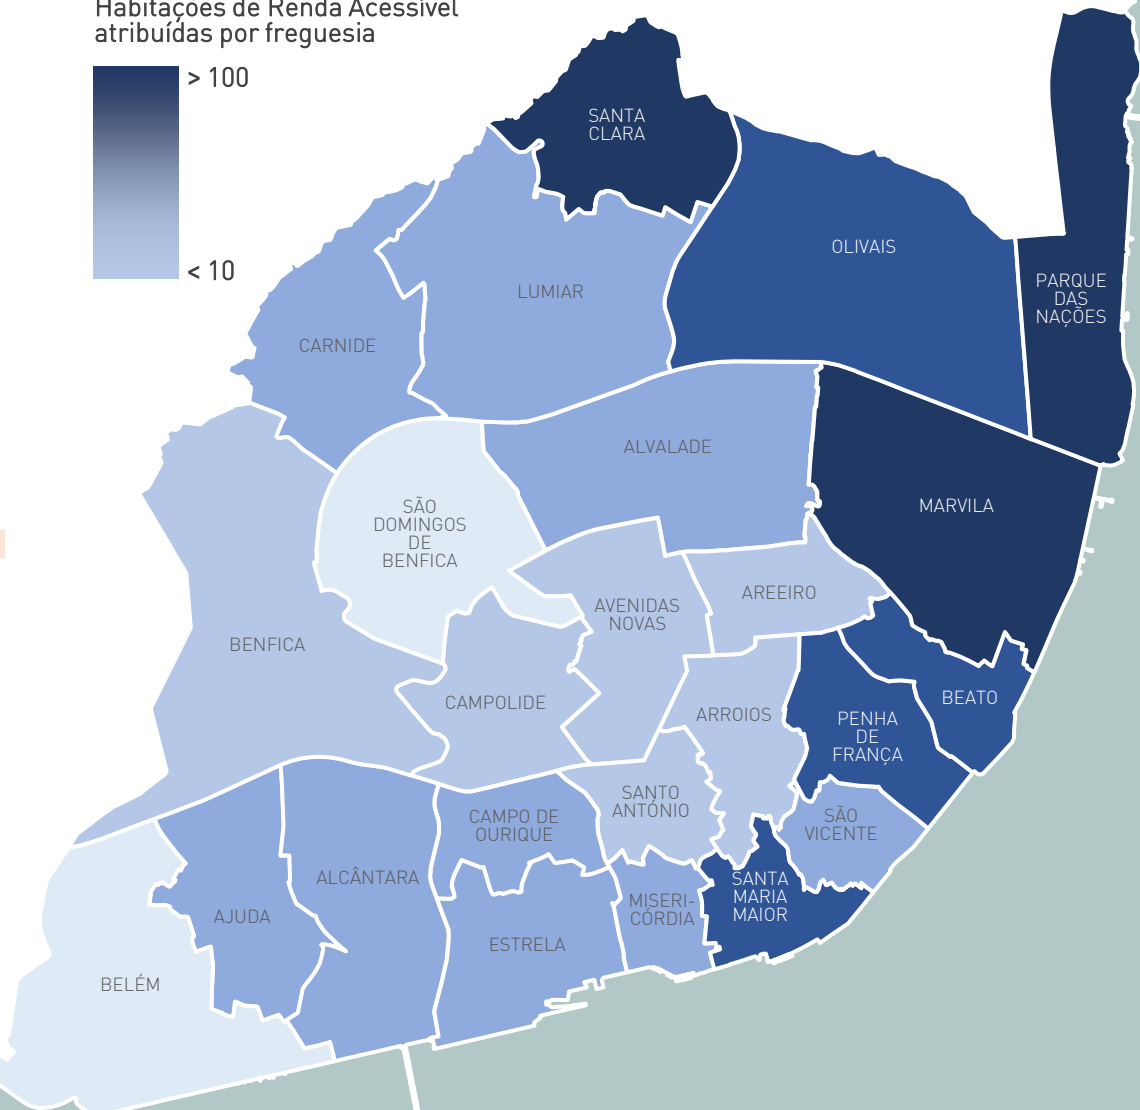 Habitações de Renda Acessível
atribuídas por freguesia
> 100
< 10
SANTA
CLARA
OLIVAIS
PARQUE
DAS
NAÇÕES
LUMIAR
CARNIDE
ALVALADE
MARVILA
SÃO
DOMINGOS
DE
BENFICA
AREEIRO
AVENIDAS
NOVAS
BENFICA
CAMPOLIDE
ARROIOS
BEATO
PENHA
DE
FRANÇA
SANTO
ANTÓNIO
SÃO
VICENTE
CAMPO DE
OURIQUE
ALCÂNTARA
SANTA
MARIA
MAIOR
MISERI-
CÓRDIA
AJUDA
ESTRELA
BELÉM